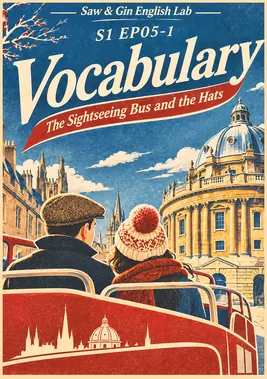 Saw & Gin English Lab
S1 EP05-1
Vocabulary
The Sightseeing Bus and the Hats